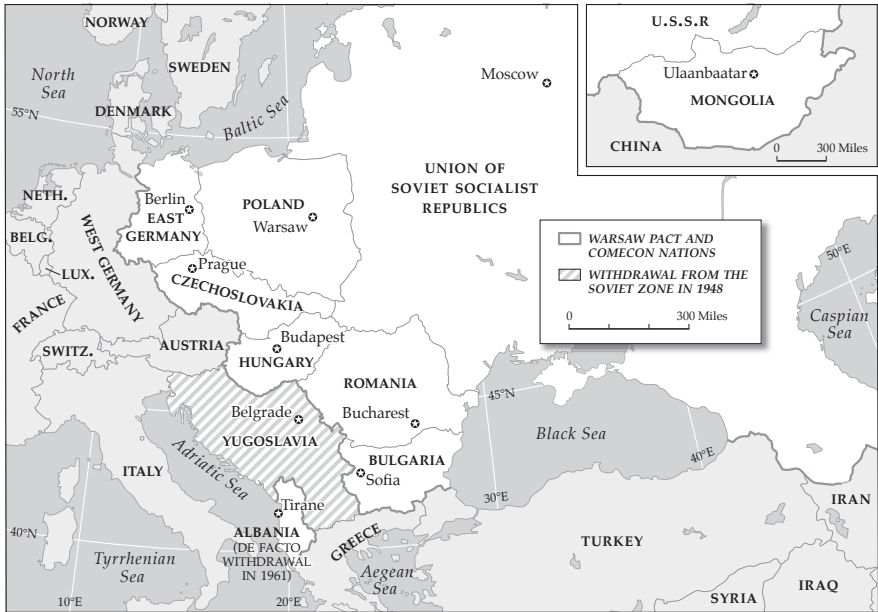 NORWAY
North
Sea
SWEDEN
55°N
DENMARK
Baltic Sea
Moscow
U.S.S.R
Ulaanbaatar
MONGOLIA
CHINA
0 300 Miles
UNION OF
SOVIET SOCIALIST
REPUBLICS
NETH.
BELG.
LUX.
WEST GERMANY
Berlin
EAST
GERMANY
POLAND
Warsaw
Prague
CZECHOSLOVAKIA
WARSAW PACT AND
COMECON NATIONS
WITHDRAWAL FROM THE
SOVIET ZONE IN 1948
0 300 Miles
50°E
Caspian
Sea
FRANCE
SWITZ.
AUSTRIA
Budapest
HUNGARY
ROMANIA
Bucharest
45°N
Belgrade
YUGOSLAVIA
BULGARIA
Sofia
Black Sea
40°E
30°E
Adriatic Sea
ITALY
Tirane
ALBANIA
(DE FACTO
WITHDRAWAL
IN 1961)
GREECE
40°N
Tyrrhenian
Sea
Aegean
Sea
TURKEY
IRAN
SYRIA
IRAQ
10°E
20°E